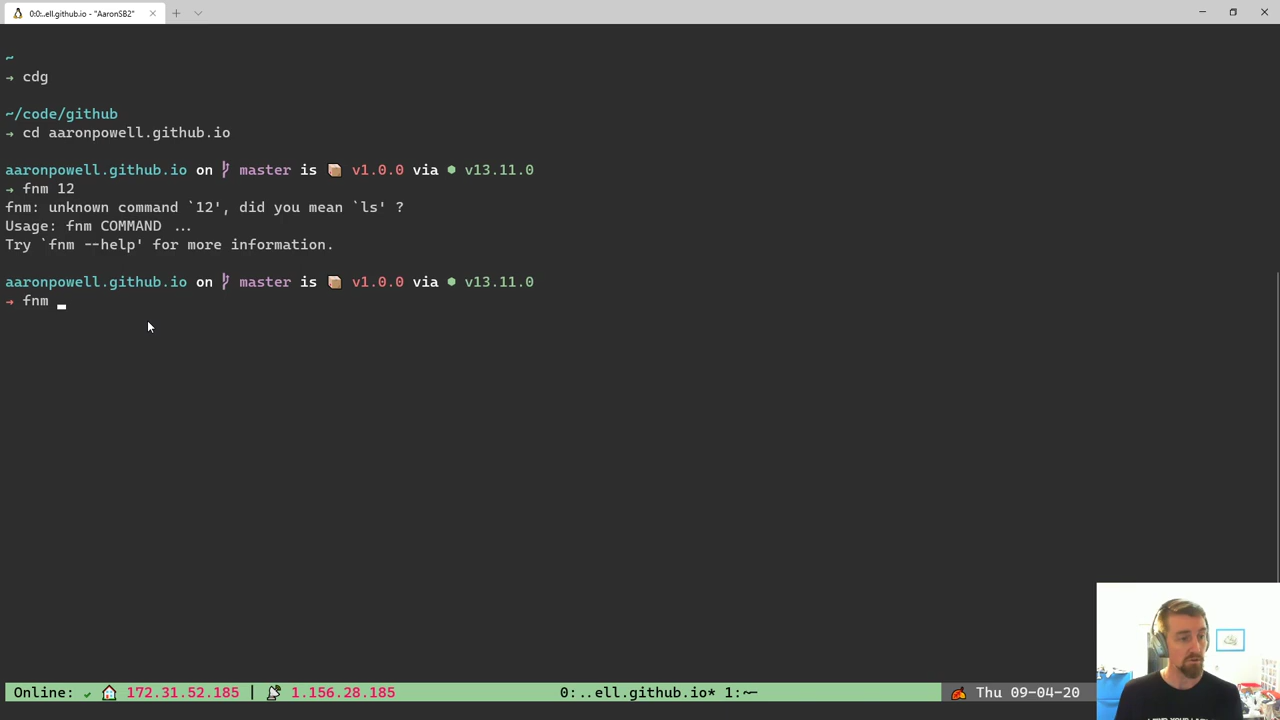 0:0:..ell.github.io - "AaronSB2"
~
→ cdg
~/code/github
→ cd aaronpowell.github.io
aaronpowell.github.io on master is 📦 v1.0.0 via ⬢ v13.11.0
→ fnm 12
fnm: unknown command `12', did you mean `ls' ?
Usage: fnm COMMAND ...
Try `fnm --help' for more information.
aaronpowell.github.io on master is 📦 v1.0.0 via ⬢ v13.11.0
→ fnm _
Online: ✓ 🏠 172.31.52.185 | 📡 1.156.28.185 0:..ell.github.io* 1:~- Thu 09-04-20